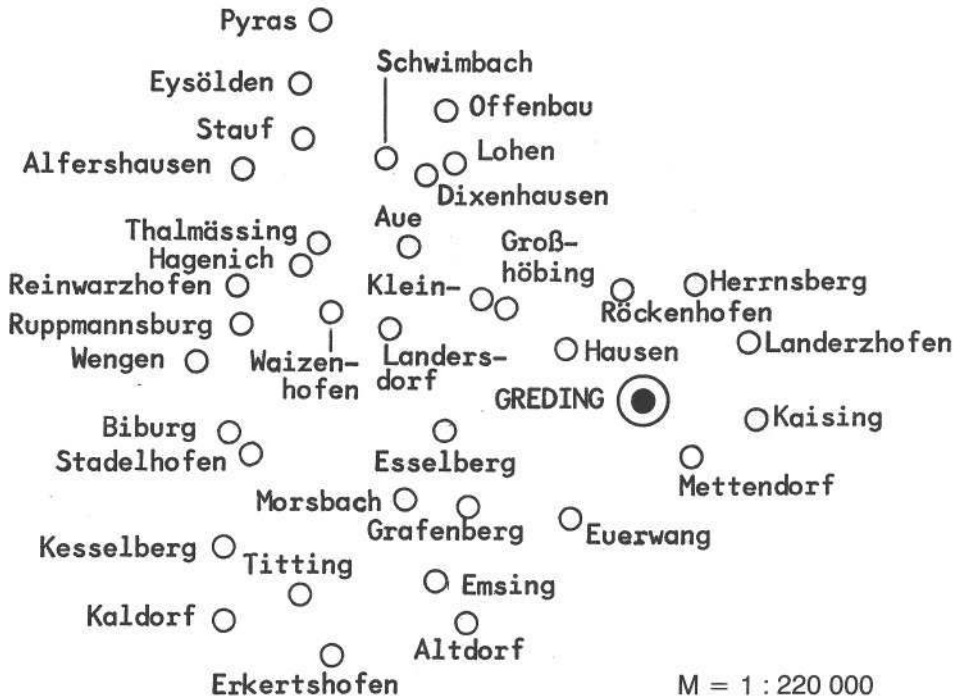 Pyras
Schwimbach
Eysölden
Offenbau
Stauf
Lohen
Alfershausen
Dixenhausen
Aue
Thalmässing
Groß-
höbing
Hagenich
Reinwarzhofen
Klein-
Herrnsberg
Röckenhofen
Ruppmannsburg
Landerzhofen
Wengen
Waizen-
hofen
Landers-
dorf
Hausen
GREDING
Kaising
Biburg
Stadelhofen
Esselberg
Mettendorf
Morsbach
Grafenberg
Euerwang
Kesselberg
Titting
Emsing
Kaldorf
Altdorf
Erkertshofen
M = 1 : 220 000